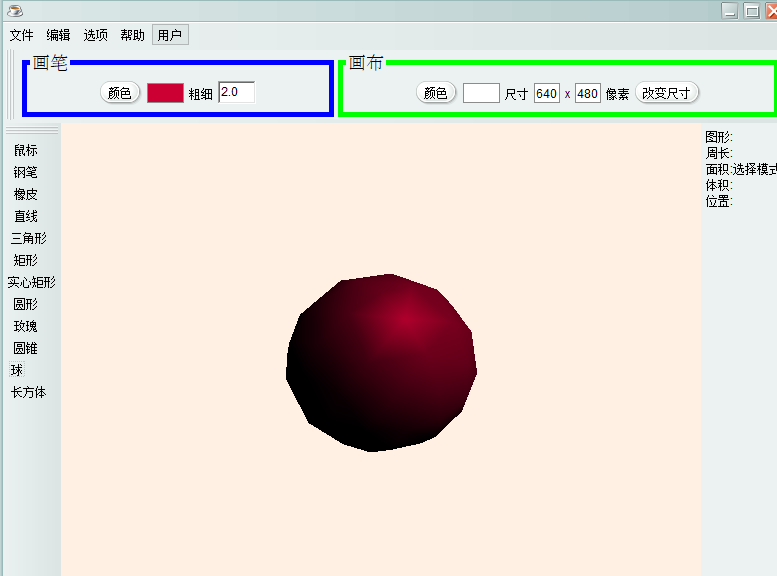 文件 编辑 选项 帮助 用户
画笔 画布
颜色 粗细 2.0 颜色 尺寸 640 x 480 像素 改变尺寸
鼠标
钢笔
橡皮
直线
三角形
矩形
实心矩形
圆形
玫瑰
圆锥
球
长方体
图形:
周长:
面积:选择模式
体积:
位置: